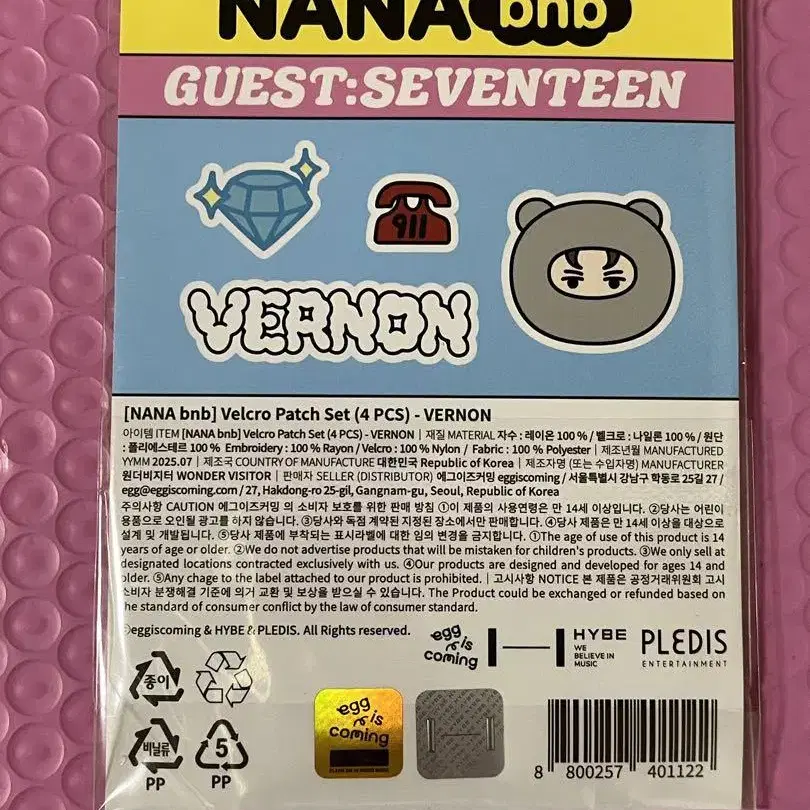 NANA bnb
GUEST:SEVENTEEN
911
VERNON
[NANA bnb] Velcro Patch Set (4 PCS) - VERNON
아이템 ITEM [NANA bnb] Velcro Patch Set (4 PCS) - VERNON | 재질 MATERIAL 자수 : 레이온 100 % / 벨크로 : 나일론 100 % / 원단
: 폴리에스테르 100 % Embroidery : 100 % Rayon / Velcro : 100 % Nylon / Fabric : 100 % Polyester | 제조년월 MANUFACTURED
YYMM 2025.07 | 제조국 COUNTRY OF MANUFACTURE 대한민국 Republic of Korea | 제조자명 (또는 수입자명) MANUFACTURER
원더비지터 WONDER VISITOR | 판매자 SELLER (DISTRIBUTOR) 에그이즈커밍 eggiscoming / 서울특별시 강남구 학동로 25길 27 /
egg@eggiscoming.com / 27, Hakdong-ro 25-gil, Gangnam-gu, Seoul, Republic of Korea
주의사항 CAUTION 에그이즈커밍 의 소비자 보호를 위한 판매 방침 ①이 제품의 사용연령은 만 14세 이상입니다. ②당사는 어린이
용품으로 오인될 광고를 하지 않습니다. ③당사와 독점 계약된 지정된 장소에서만 판매합니다. ④당사 제품은 만 14세 이상을 대상으로
설계 및 개발됩니다. ⑤당사 제품에 부착되는 표시라벨에 대한 임의 변경을 금지합니다. ①The age of use of this product is 14
years of age or older. ②We do not advertise products that will be mistaken for children's products. ③We only sell at
designated locations contracted exclusively with us. ④Our products are designed and developed for ages 14 and
older. ⑤Any chage to the label attached to our product is prohibited. | 고시사항 NOTICE 본 제품은 공정거래위원회 고시
소비자 분쟁해결 기준에 의거 교환 및 보상을 받으실 수 있습니다. The Product could be exchanged or refunded based on
the standard of consumer conflict by the law of consumer standard.
©eggiscoming & HYBE & PLEDIS. All Rights reserved.
egg is coming
HYBE
WE BELIEVE IN MUSIC
PLEDIS
ENTERTAINMENT
종이
비닐류
PP
5
PP
egg is coming
8 800257 401122